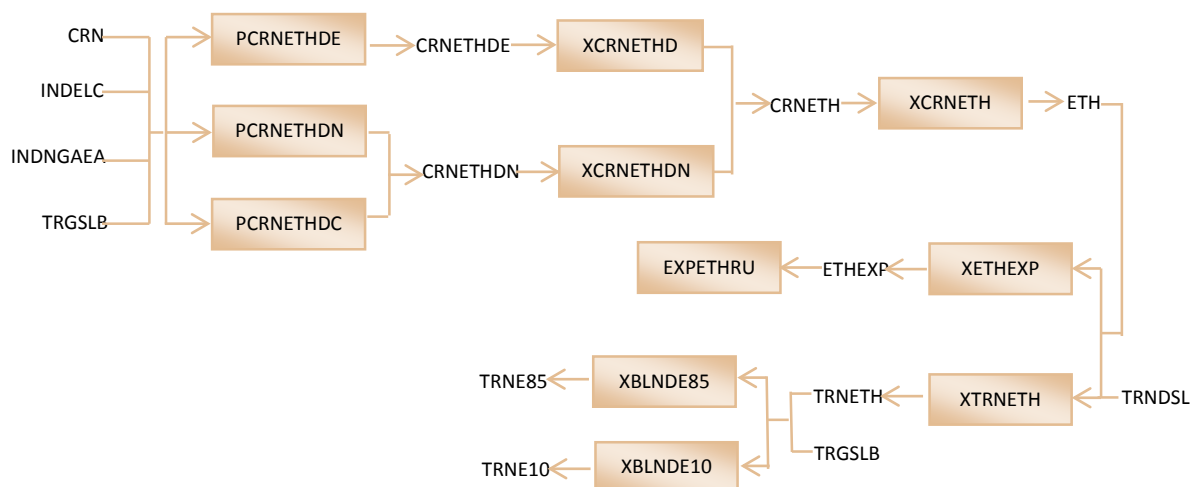 CRN
INDELC
INDNGAEA
TRGSLB
PCRNETHDE
PCRNETHDN
PCRNETHDC
CRNETHDE
CRNETHDN
XCRNETHD
XCRNETHDN
CRNETH
XCRNETH
ETH
EXPETHRU
ETHEXP
XETHEXP
TRNE85
XBLNDE85
TRNETH
XTRNETH
TRNDSL
TRGSLB
TRNE10
XBLNDE10